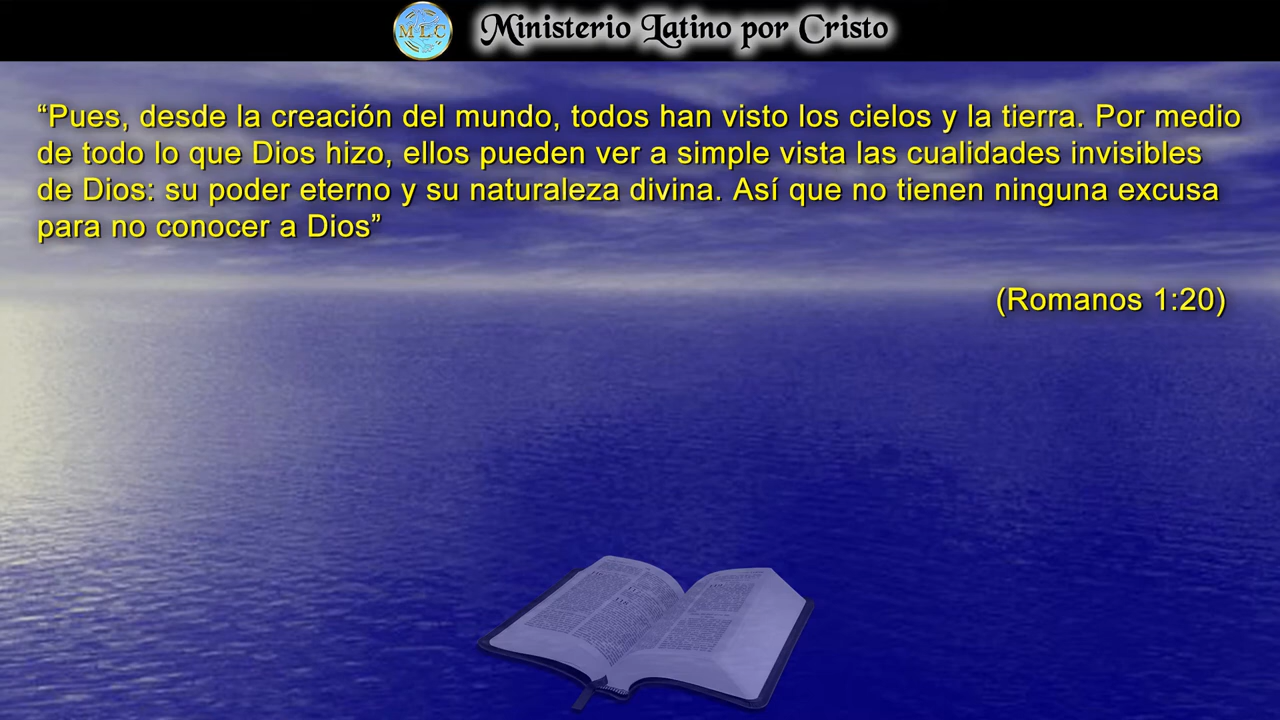 MLC
Ministerio Latino por Cristo
“Pues, desde la creación del mundo, todos han visto los cielos y la tierra. Por medio
de todo lo que Dios hizo, ellos pueden ver a simple vista las cualidades invisibles
de Dios: su poder eterno y su naturaleza divina. Así que no tienen ninguna excusa
para no conocer a Dios”
(Romanos 1:20)